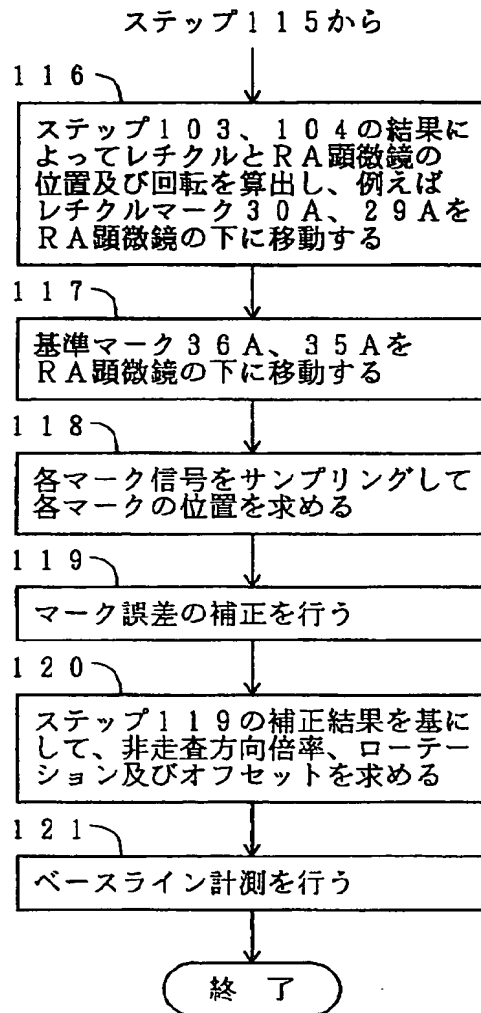 ステップ115から
116
ステップ103、104の結果に
よってレチクルとRA顕微鏡の
位置及び回転を算出し、例えば
レチクルマーク30A、29Aを
RA顕微鏡の下に移動する
117
基準マーク36A、35Aを
RA顕微鏡の下に移動する
118
各マーク信号をサンプリングして
各マークの位置を求める
119
マーク誤差の補正を行う
120
ステップ119の補正結果を基に
して、非走査方向倍率、ローテー
ション及びオフセットを求める
121
ベースライン計測を行う
終 了